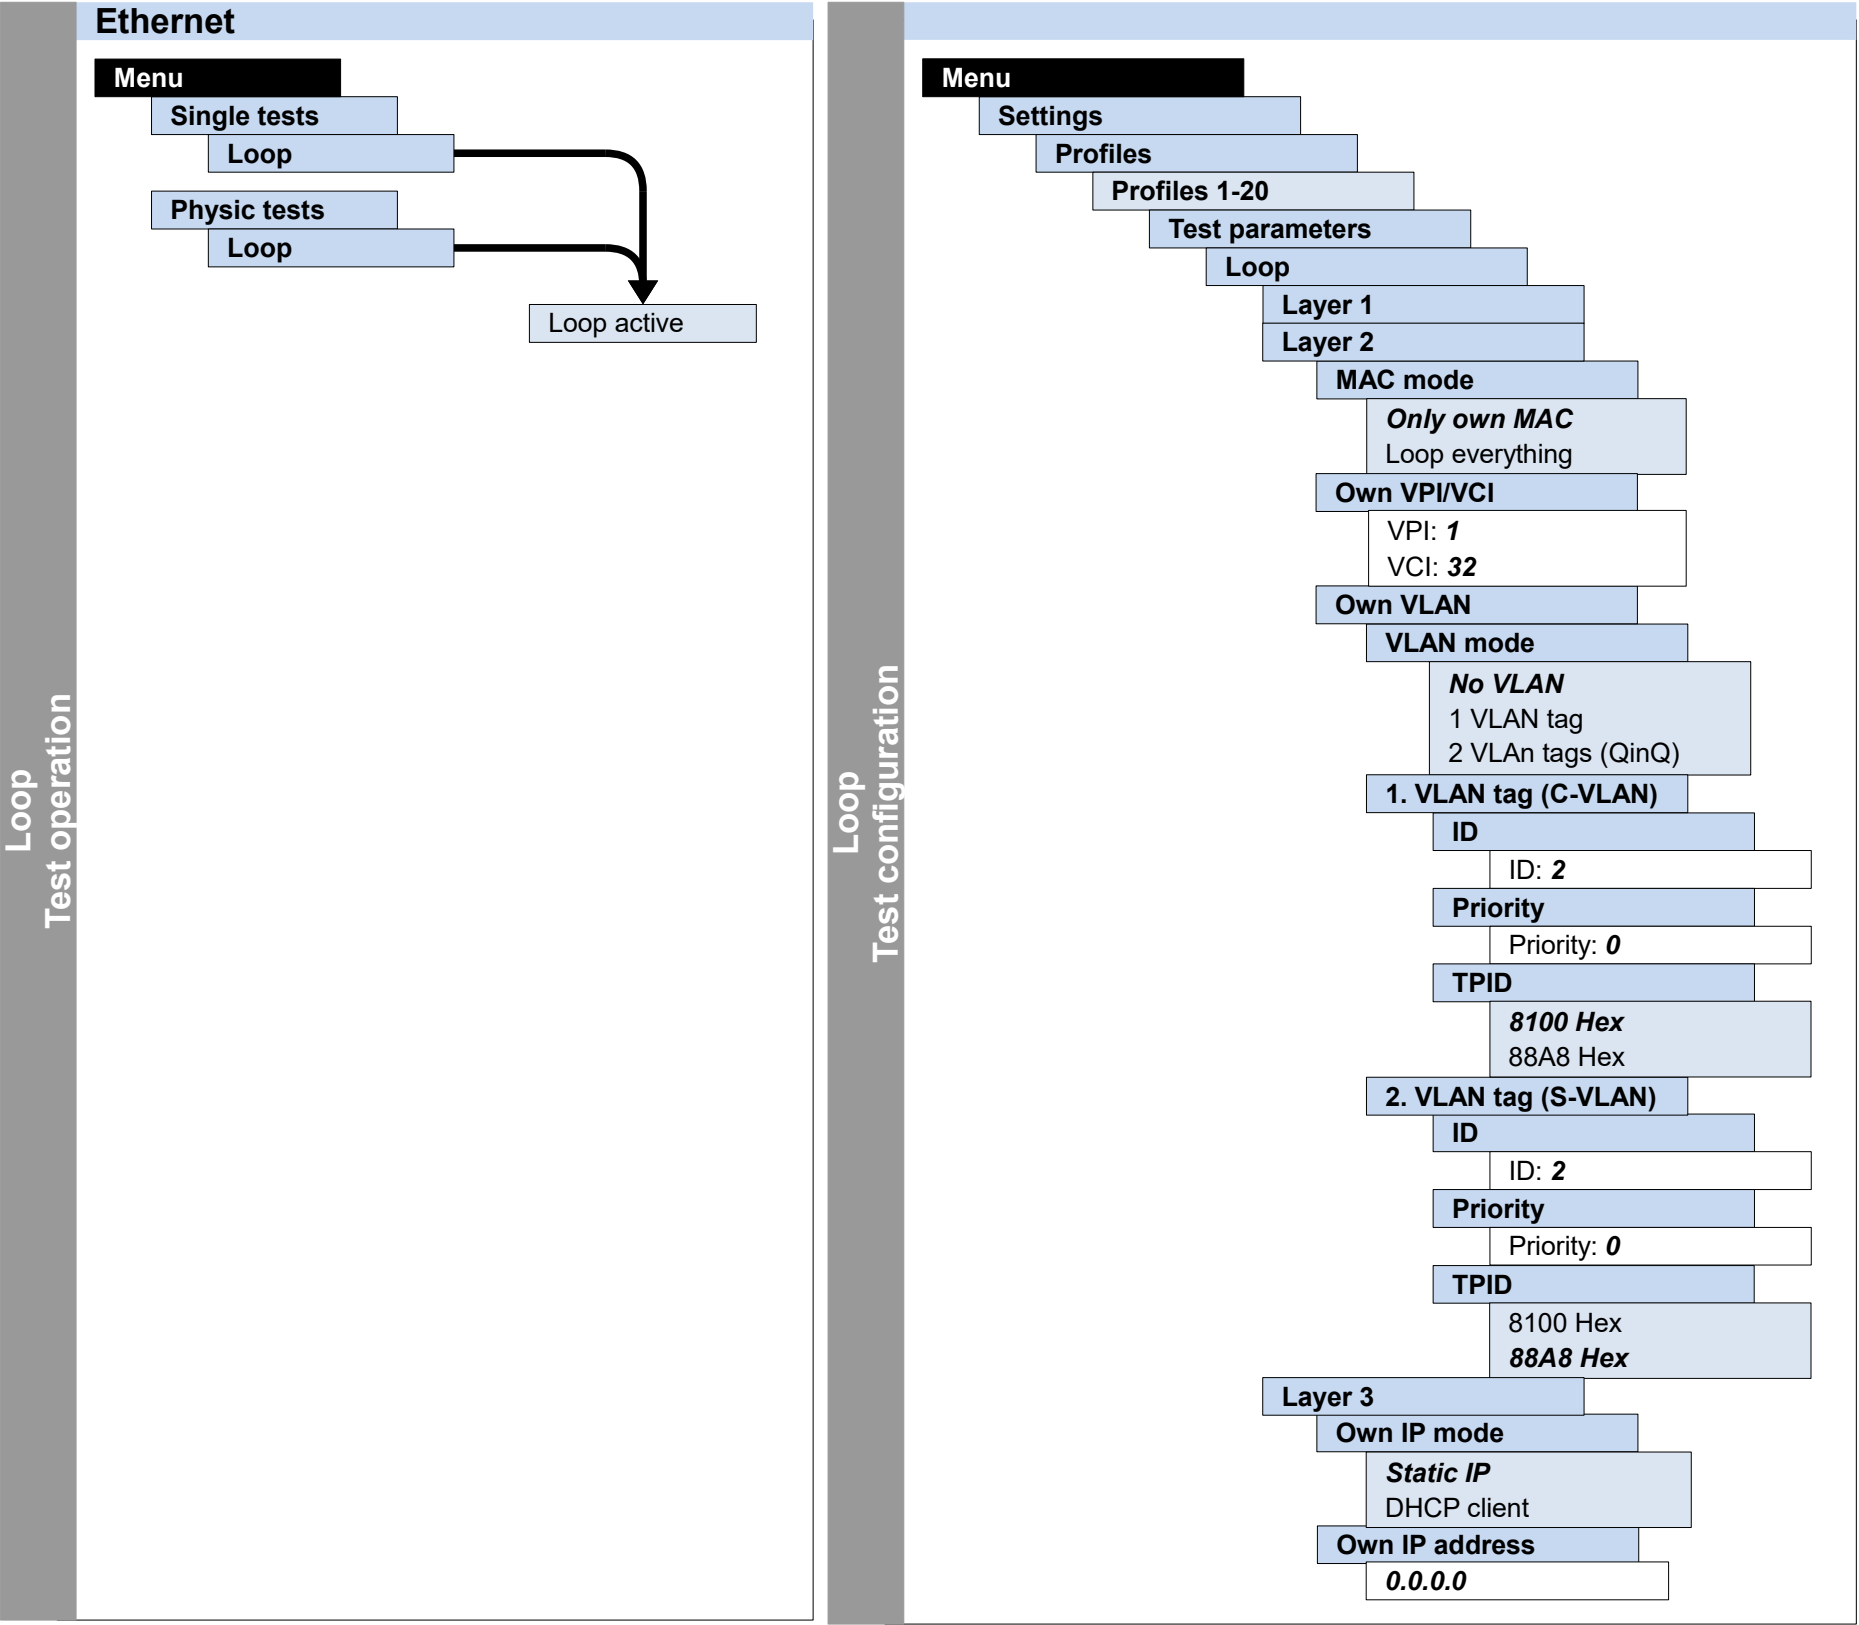 Ethernet
Loop
Test operation
Menu
Single tests
Loop
Physic tests
Loop
Loop active
Loop
Test configuration
Menu
Settings
Profiles
Profiles 1-20
Test parameters
Loop
Layer 1
Layer 2
MAC mode
Only own MAC
Loop everything
Own VPI/VCI
VPI: 1
VCI: 32
Own VLAN
VLAN mode
No VLAN
1 VLAN tag
2 VLAn tags (QinQ)
1. VLAN tag (C-VLAN)
ID
ID: 2
Priority
Priority: 0
TPID
8100 Hex
88A8 Hex
2. VLAN tag (S-VLAN)
ID
ID: 2
Priority
Priority: 0
TPID
8100 Hex
88A8 Hex
Layer 3
Own IP mode
Static IP
DHCP client
Own IP address
0.0.0.0